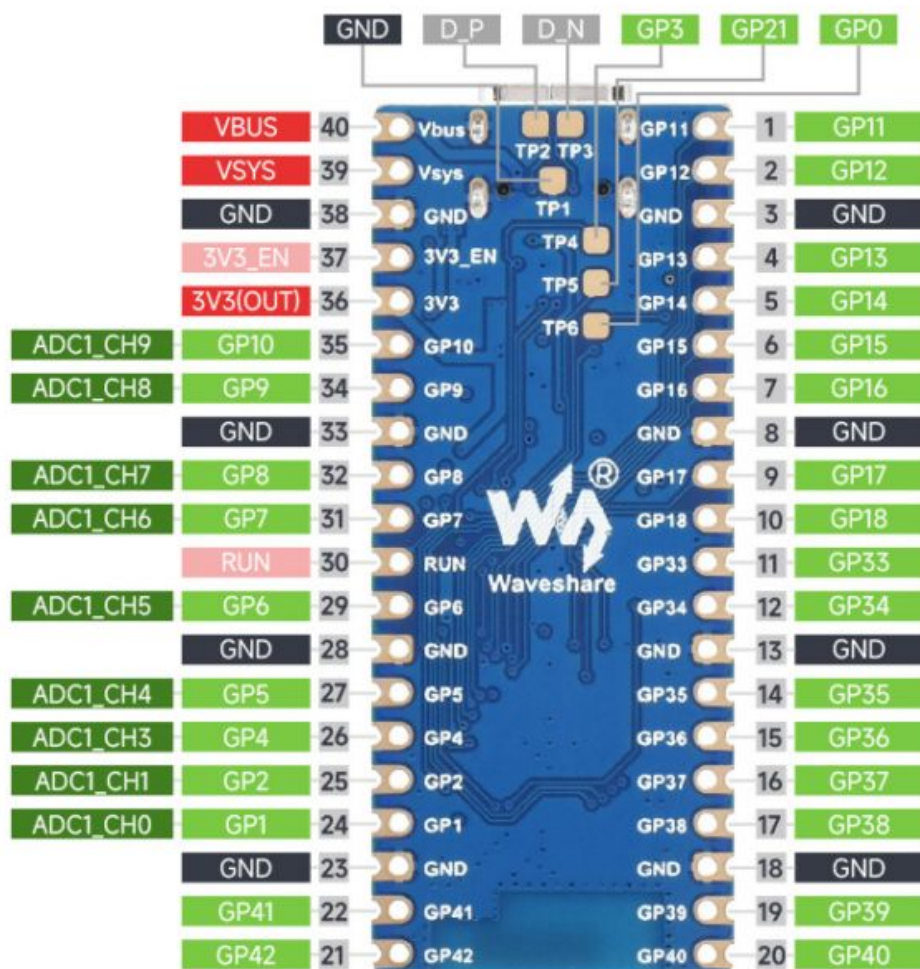 GND D_P D_N GP3 GP21 GP0
VBUS 40 Vbus TP2 TP3 GP11 1 GP11
VSYS 39 Vsys TP1 GP12 2 GP12
GND 38 GND GND 3 GND
3V3_EN 37 3V3_EN TP4 GP13 4 GP13
3V3(OUT) 36 3V3 TP5 GP14 5 GP14
ADC1_CH9 GP10 35 GP10 TP6 GP15 6 GP15
ADC1_CH8 GP9 34 GP9 GP16 7 GP16
GND 33 GND GND 8 GND
ADC1_CH7 GP8 32 GP8 ® GP17 9 GP17
ADC1_CH6 GP7 31 GP7 GP18 10 GP18
RUN 30 RUN Waveshare GP33 11 GP33
ADC1_CH5 GP6 29 GP6 GP34 12 GP34
GND 28 GND GND 13 GND
ADC1_CH4 GP5 27 GP5 GP35 14 GP35
ADC1_CH3 GP4 26 GP4 GP36 15 GP36
ADC1_CH1 GP2 25 GP2 GP37 16 GP37
ADC1_CH0 GP1 24 GP1 GP38 17 GP38
GND 23 GND GND 18 GND
GP41 22 GP41 GP39 19 GP39
GP42 21 GP42 GP40 20 GP40